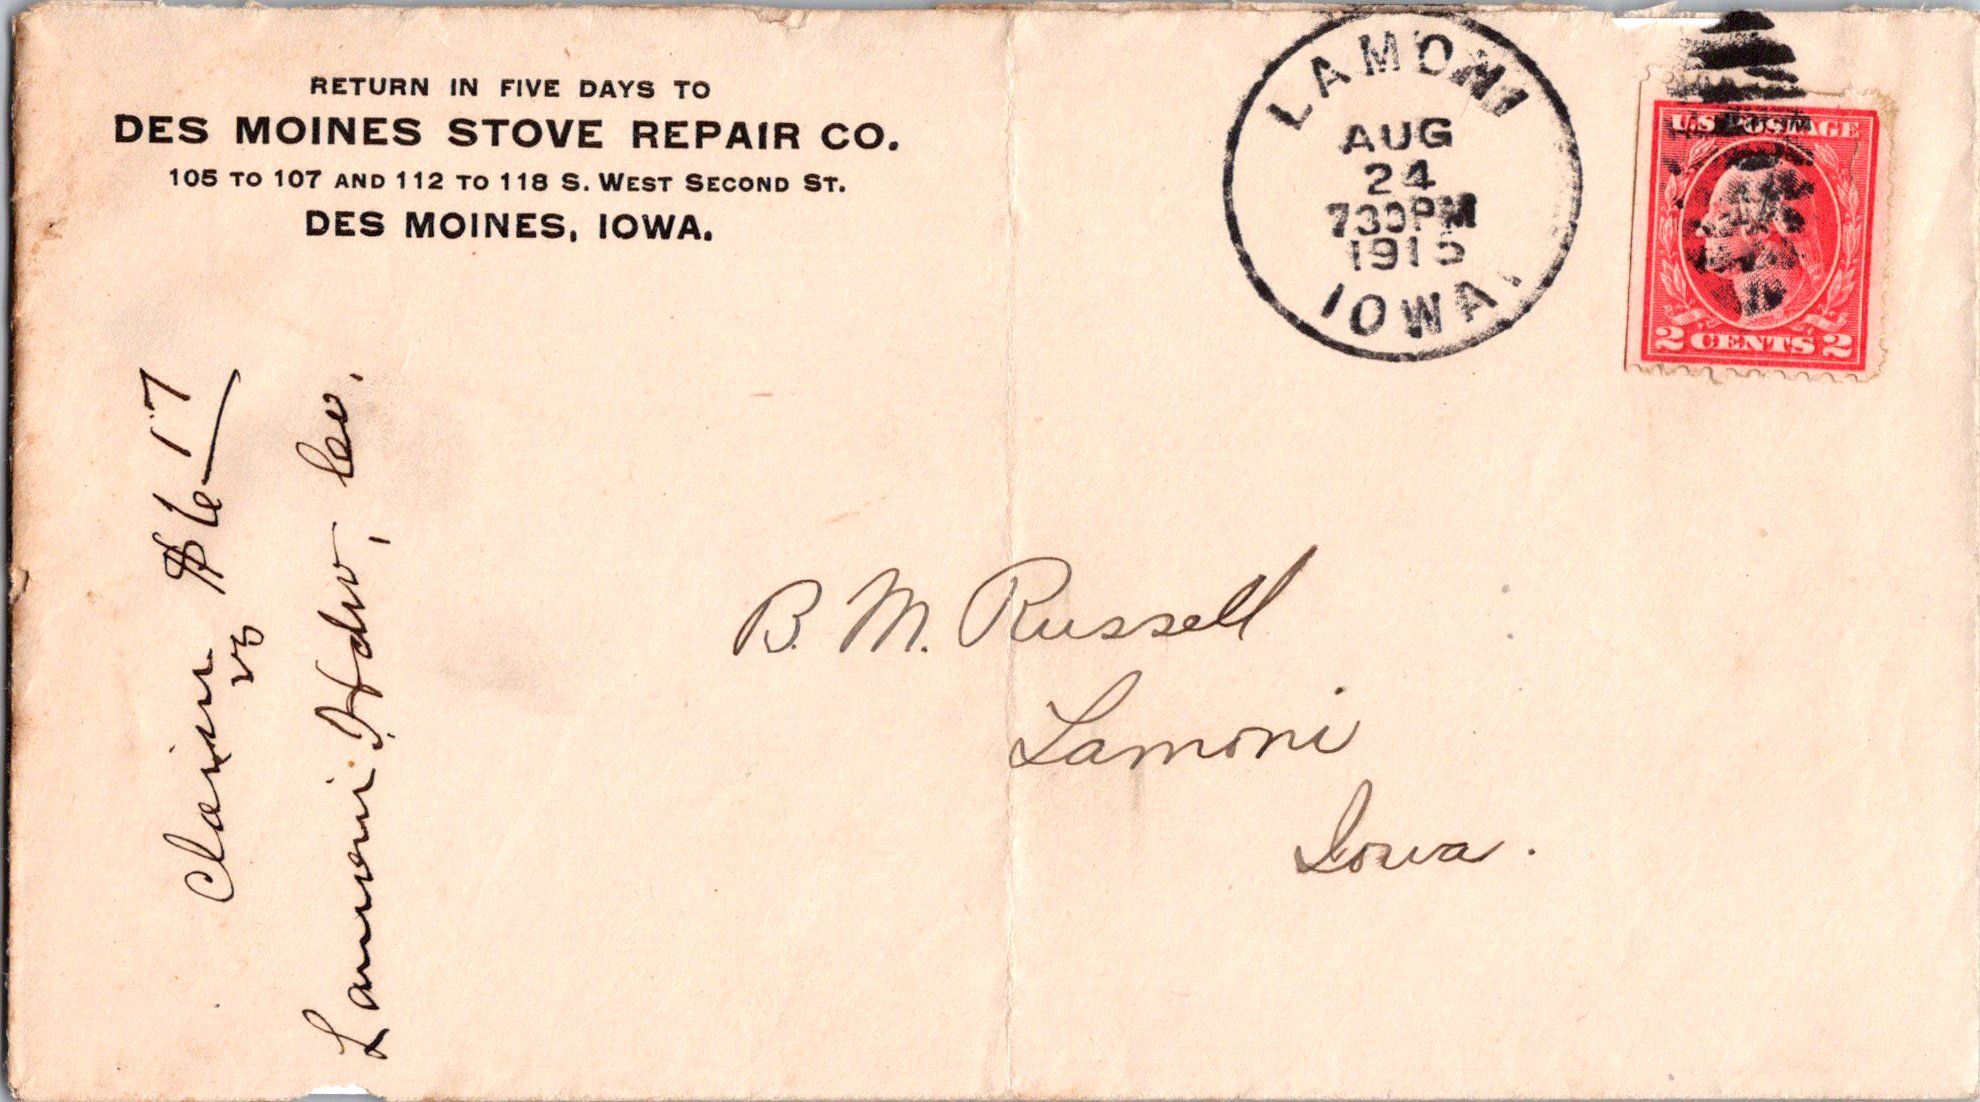 RETURN IN FIVE DAYS TO
DES MOINES STOVE REPAIR CO.
105 TO 107 AND 112 TO 118 S. WEST SECOND ST.
DES MOINES, IOWA.
LAMONI
AUG
24
730PM
1915
IOWA.
U.S. POSTAGE
2 CENTS 2
Claim $6 17
vs
Lamoni Hdw, Co.
B. M. Russell
Lamoni
Iowa.